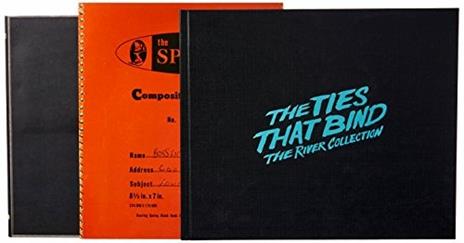 the
SP
Composit
No.
Name
Address
Subject
8½ in x 7 in.
THE TIES
THAT BIND
THE RIVER COLLECTION